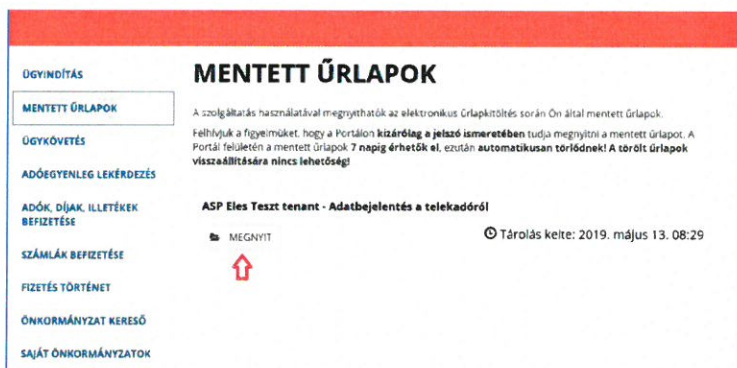 ÜGYINDÍTÁS
MENTETT ŰRLAPOK
ÜGYKÖVETÉS
ADÓEGYENLEG LEKÉRDEZÉS
ADÓK, DÍJAK, ILLETÉKEK
BEFIZETÉSE
SZÁMLÁK BEFIZETÉSE
FIZETÉS TÖRTÉNET
ÖNKORMÁNYZAT KERESŐ
SAJÁT ÖNKORMÁNYZATOK
MENTETT ŰRLAPOK
A szolgáltatás használatával megnyithatók az elektronikus űrlapkitöltés során Ön által mentett űrlapok.
Felhívjuk a figyelmüket, hogy a Portálon kizárólag a jelszó ismeretében tudja megnyitni a mentett űrlapot. A
Portál felületén a mentett űrlapok 7 napig érhetők el, ezután automatikusan törlődnek! A törölt űrlapok
visszaállítására nincs lehetőség!
ASP Eles Teszt tenant - Adatbejelentés a telekadóról
MEGNYIT
Tárolás kelte: 2019. május 13. 08:29